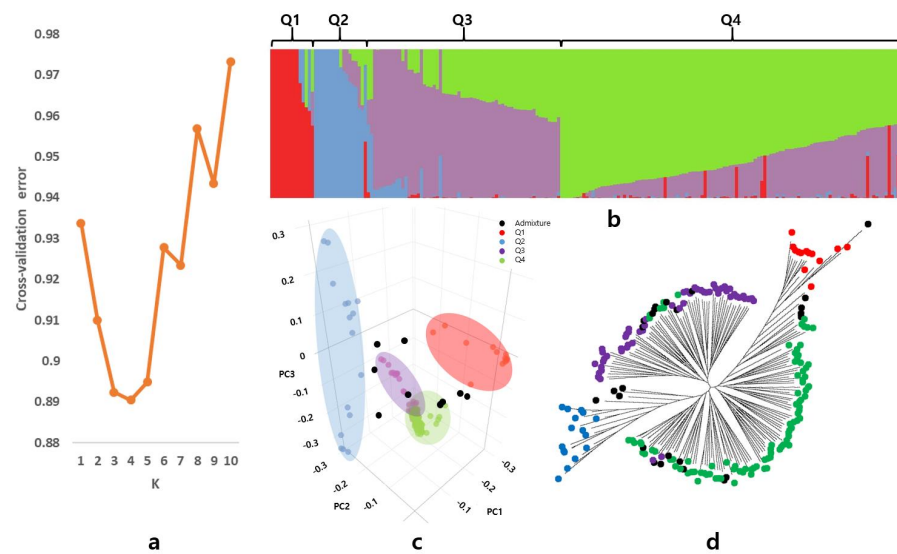 0.98
0.97
0.96
0.95
0.94
0.93
0.92
0.91
0.9
0.89
0.88
Cross-validation error
1 2 3 4 5 6 7 8 9 10
K
a
Q1 Q2 Q3 Q4
b
Admixture
Q1
Q2
Q3
Q4
0.3
0.2
0.1
0
PC3
-0.1
-0.2
-0.3
-0.3
-0.2
PC2
-0.1
-0.3
-0.2
PC1
-0.1
c
d